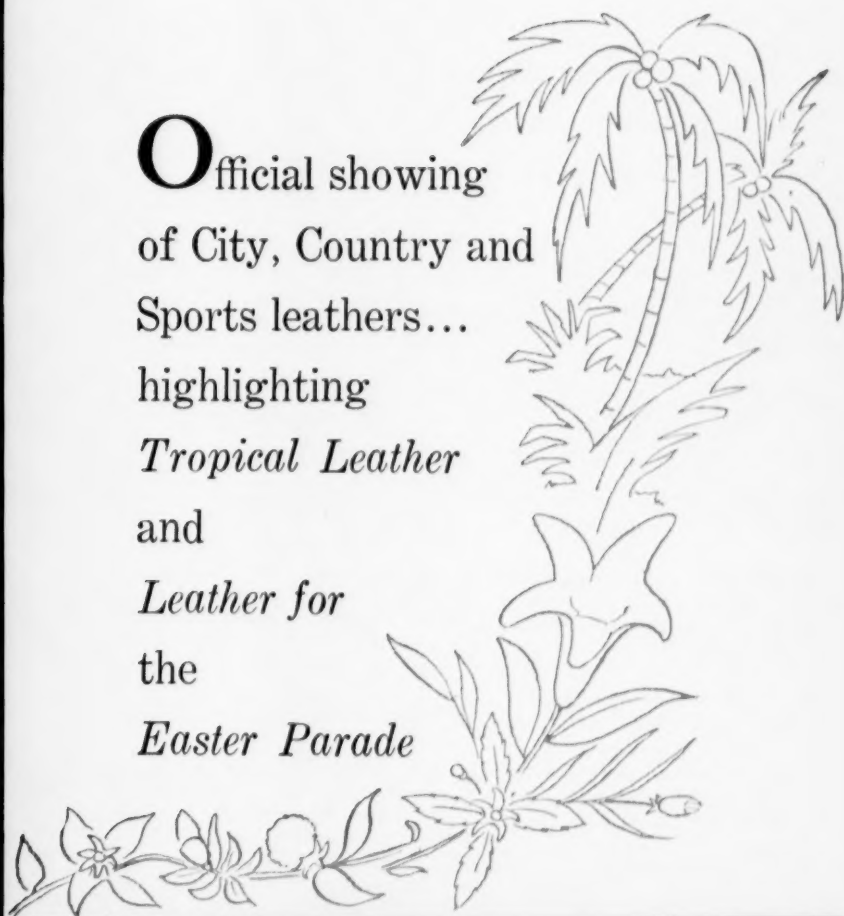 Official showing
of City, Country and
Sports leathers...
highlighting
Tropical Leather
and
Leather for
the
Easter Parade